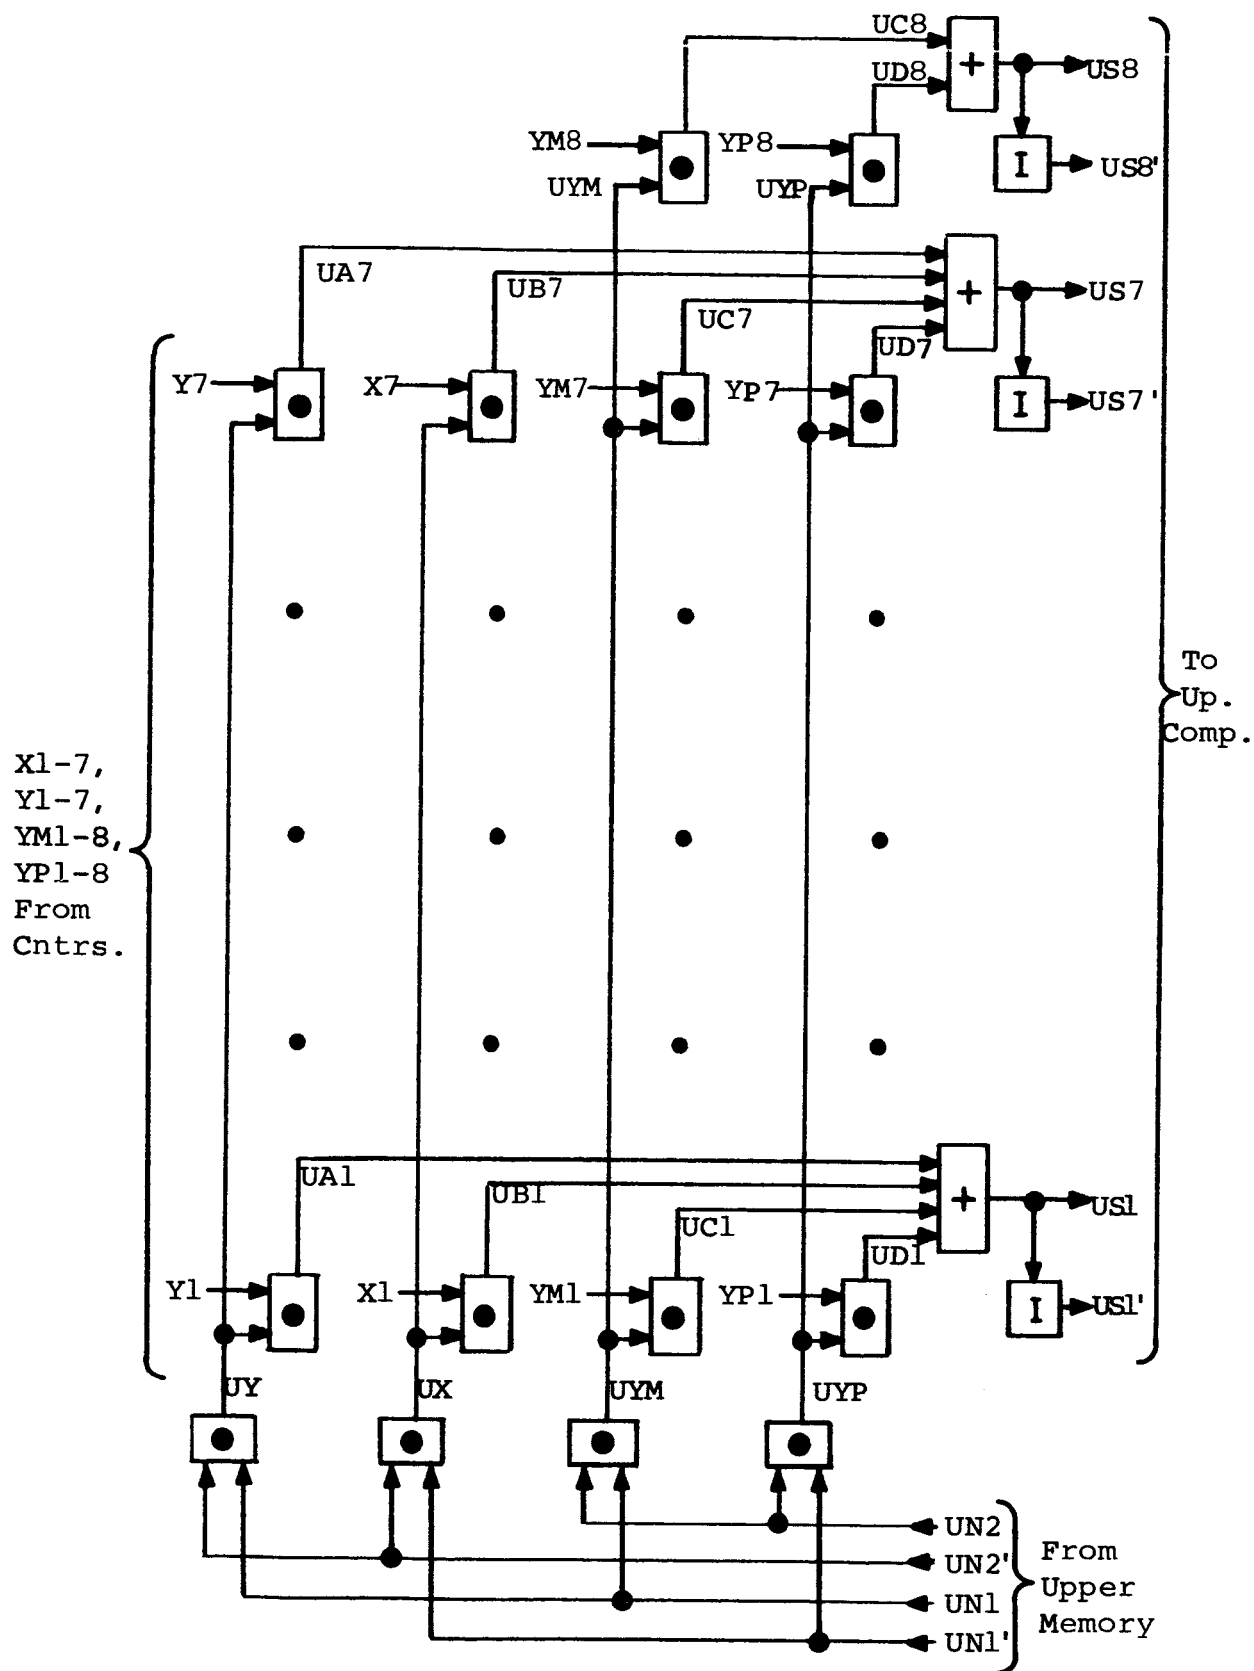 UC8
+
US8
UD8
YM8
YP8
UYM
UYP
I
US8'
UA7
UB7
UC7
UD7
+
US7
Y7
X7
YM7
YP7
I
US7'
To
Up.
Comp.
X1-7,
Y1-7,
YM1-8,
YP1-8
From
Cntrs.
UA1
UB1
UC1
UD1
+
US1
Y1
X1
YM1
YP1
I
US1'
UY
UX
UYM
UYP
UN2
UN2'
UN1
UN1'
From
Upper
Memory